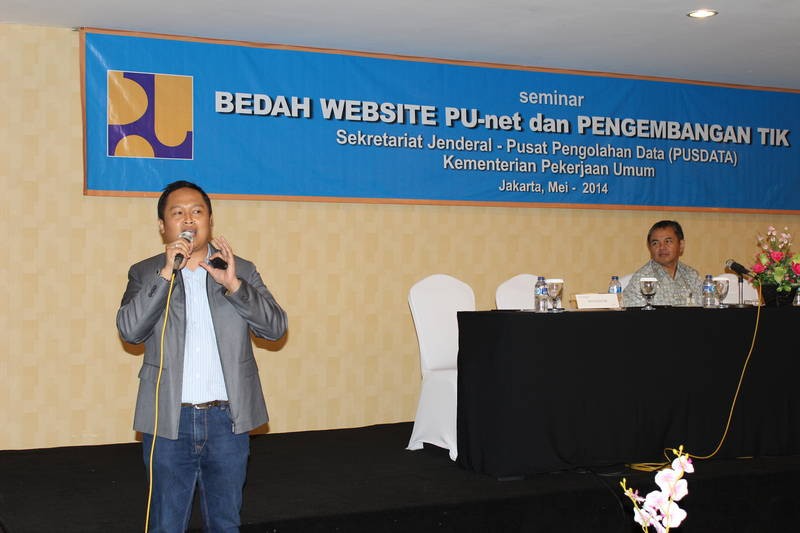 seminar
BEDAH WEBSITE PU-net dan PENGEMBANGAN TIK
Sekretariat Jenderal - Pusat Pengolahan Data (PUSDATA)
Kementerian Pekerjaan Umum
Jakarta, Mei - 2014